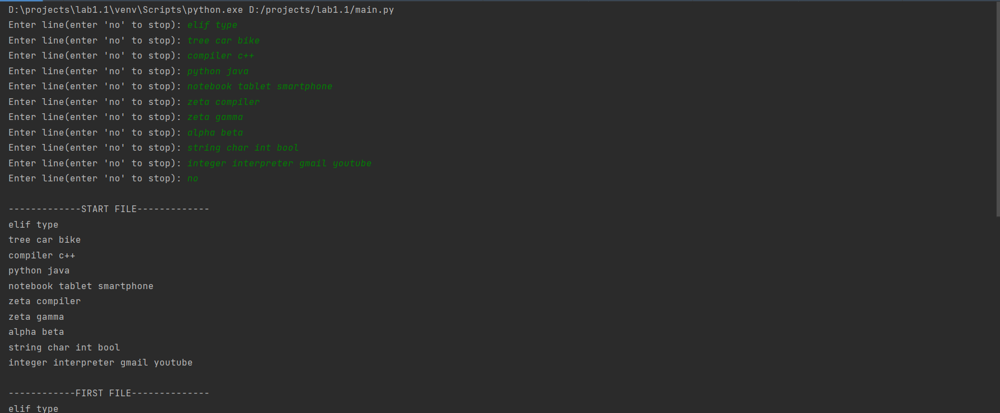 D:\projects\lab1.1\venv\Scripts\python.exe D:/projects/lab1.1/main.py
Enter line(enter 'no' to stop): elif type
Enter line(enter 'no' to stop): tree car bike
Enter line(enter 'no' to stop): compiler c++
Enter line(enter 'no' to stop): python java
Enter line(enter 'no' to stop): notebook tablet smartphone
Enter line(enter 'no' to stop): zeta compiler
Enter line(enter 'no' to stop): zeta gamma
Enter line(enter 'no' to stop): alpha beta
Enter line(enter 'no' to stop): string char int bool
Enter line(enter 'no' to stop): integer interpreter gmail youtube
Enter line(enter 'no' to stop): no
-------------START FILE-------------
elif type
tree car bike
compiler c++
python java
notebook tablet smartphone
zeta compiler
zeta gamma
alpha beta
string char int bool
integer interpreter gmail youtube
------------FIRST FILE--------------
elif type